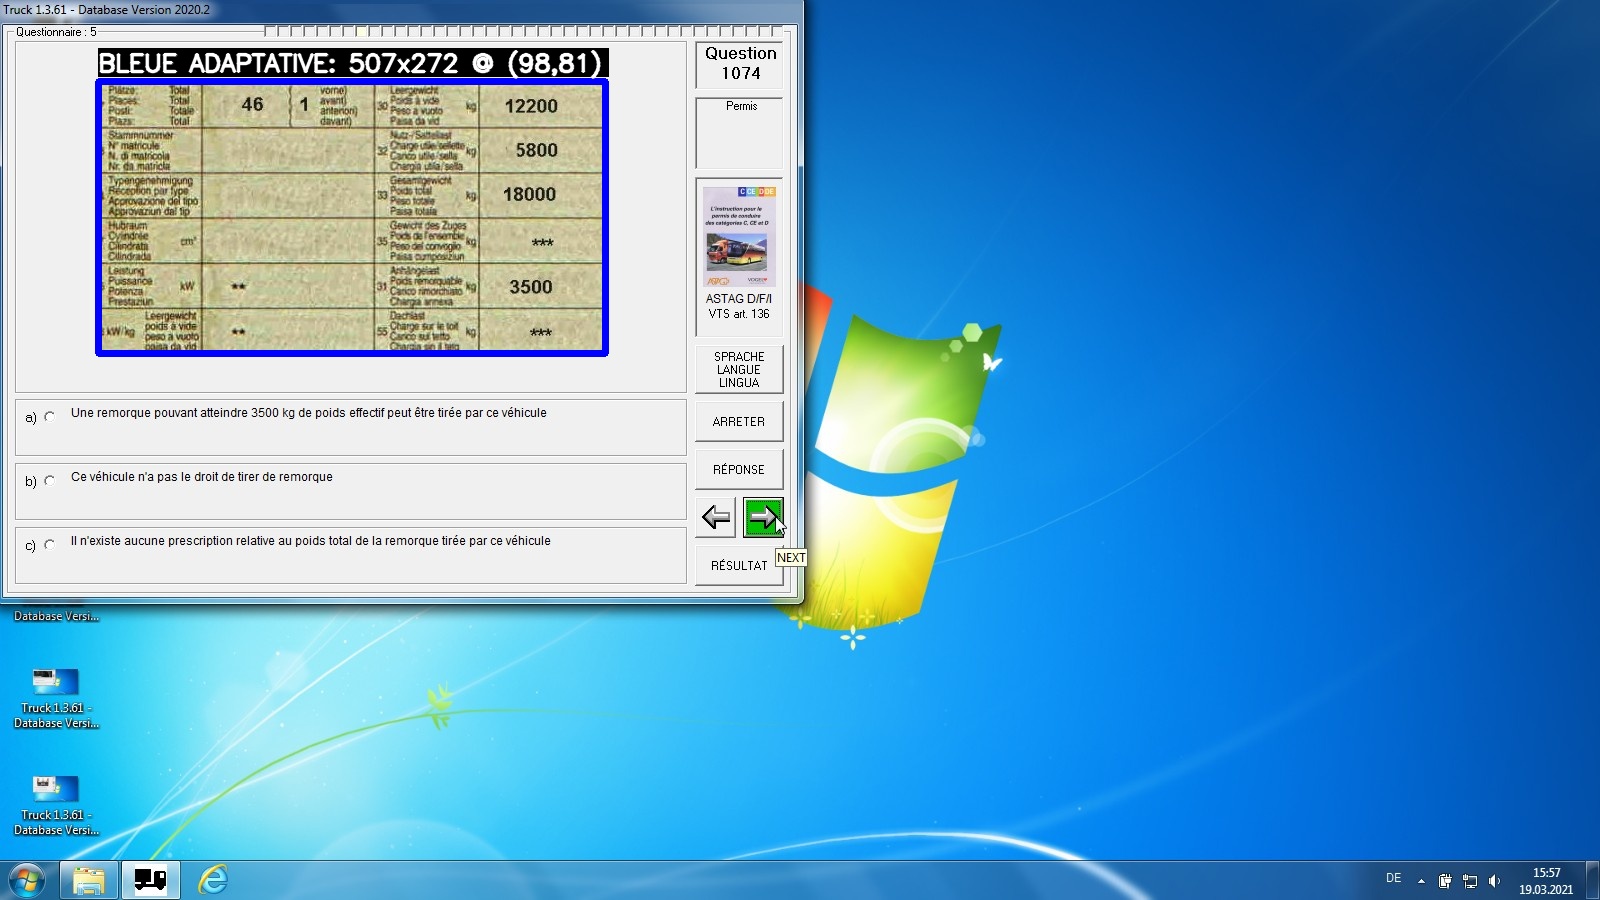 Truck 1.3.61 - Database Version 2020.2
Questionnaire : 5
BLEUE ADAPTATIVE: 507x272 @ (98,81)
Plätze: Total
Places: Total
Posti: Totale
Plazs: Total
46
1
vorne)
avant)
anteriori)
davant)
30
Leergewicht
Poids à vide
Peso a vuoto
Paisa da vid
kg
12200
Stammnummer
N° matricule
N. di matricola
Nr. da matricla
32
Nutz-/Sattellast
Charge utile/sellette
Carico utile/sella
Chargia utila/sella
kg
5800
Typengenehmigung
Réception par type
Approvazione del tipo
Approvaziun dal tip
33
Gesamtgewicht
Poids total
Peso totale
Paisa totala
kg
18000
Hubraum
Cylindrée
Cilindrata
Cilindrada
cm³
35
Gewicht des Zuges
Poids de l'ensemble
Peso del convoglio
Paisa cumposiziun
kg
***
Leistung
Puissance
Potenza
Prestaziun
kW
**
31
Anhängelast
Poids remorquable
Carico rimorchiato
Chargia annexa
kg
3500
kW/kg
Leergewicht
poids à vide
peso a vuoto
paisa da vid
**
55
Dachlast
Charge sur le toit
Carico sul tetto
Chargia sin il tetg
kg
***
a) Une remorque pouvant atteindre 3500 kg de poids effectif peut être tirée par ce véhicule
b) Ce véhicule n'a pas le droit de tirer de remorque
c) Il n'existe aucune prescription relative au poids total de la remorque tirée par ce véhicule
Question
1074
Permis
C CE D DE
L'instruction pour le
permis de conduire
des catégories C, CE et D
ASTAG D/F/I
VTS art. 136
SPRACHE
LANGUE
LINGUA
ARRETER
RÉPONSE
NEXT
RÉSULTAT
Database Versi...
Truck 1.3.61 -
Database Versi...
Truck 1.3.61 -
Database Versi...
DE
15:57
19.03.2021